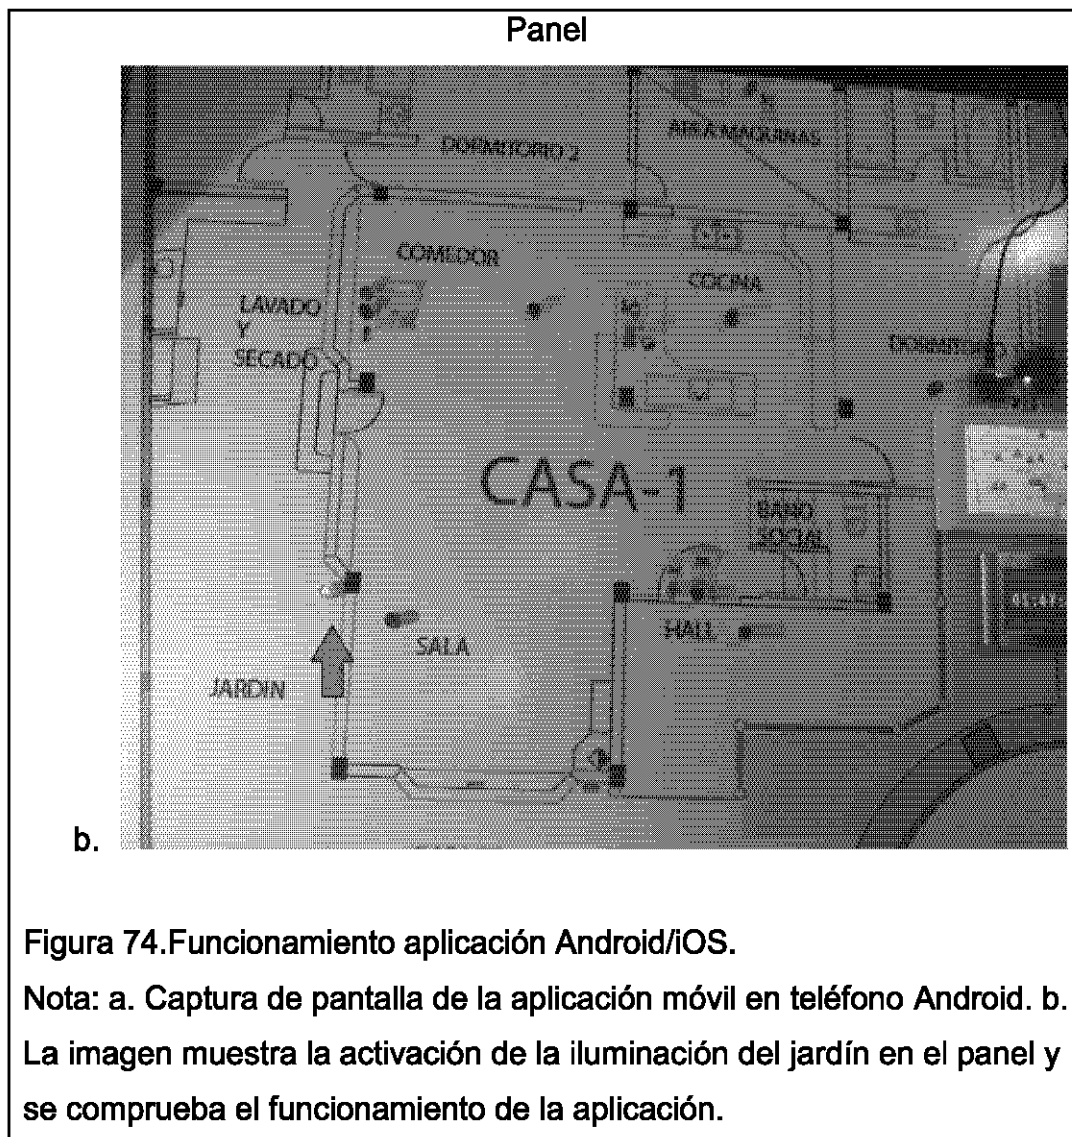 Panel
DORMITORIO 2
AREA MAQUINAS
COMEDOR
COCINA
LAVADO
Y
SECADO
DORMITORIO 1
CASA-1
BAÑO
SOCIAL
HALL
SALA
JARDIN
b.
Figura 74.Funcionamiento aplicación Android/iOS.
Nota: a. Captura de pantalla de la aplicación móvil en teléfono Android. b.
La imagen muestra la activación de la iluminación del jardín en el panel y
se comprueba el funcionamiento de la aplicación.